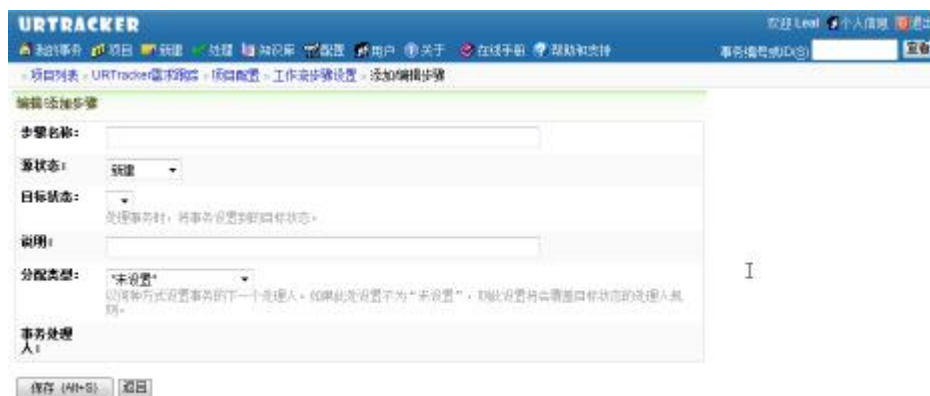 URTRACKER
欢迎 Leaf 个人信息 退出
我的事务 项目 新建 处理 知识库 配置 用户 关于 在线手册 帮助和支持 事务编号或ID(S) 查看
项目列表 » URTracker需求跟踪 » 项目配置 » 工作流步骤设置 » 添加/编辑步骤
编辑/添加步骤
步骤名称：
源状态： 新建
目标状态：
处理事务时，将事务设置到的目标状态。
说明：
分配类型： *未设置*
以何种方式设置事务的下一个处理人。如果此处设置不为"*未设置*"，则此设置将会覆盖目标状态的处理人规
则。
事务处理
人：
保存 (Alt+S) 返回